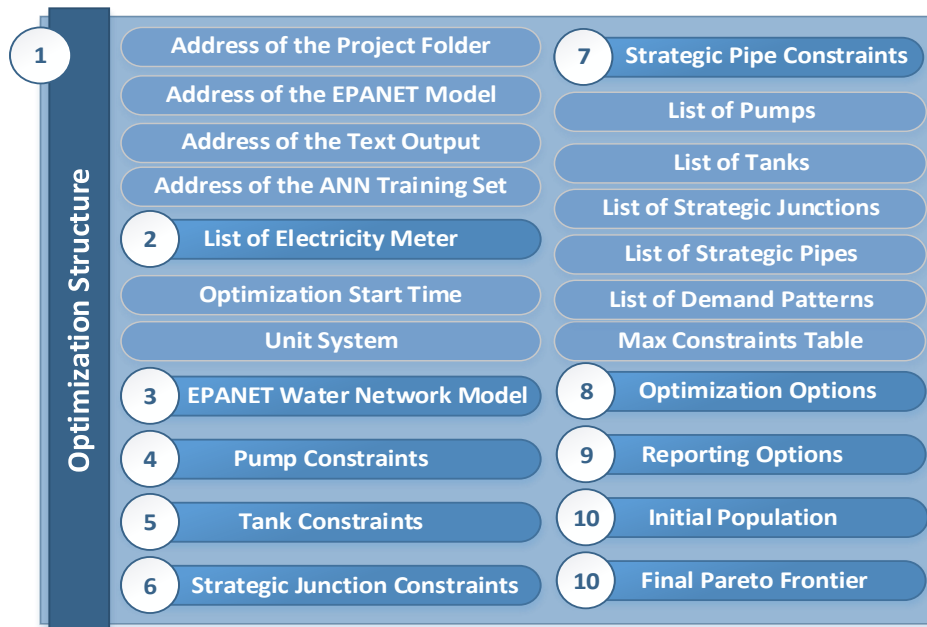 1
Optimization Structure
Address of the Project Folder
Address of the EPANET Model
Address of the Text Output
Address of the ANN Training Set
2 List of Electricity Meter
Optimization Start Time
Unit System
3 EPANET Water Network Model
4 Pump Constraints
5 Tank Constraints
6 Strategic Junction Constraints
7 Strategic Pipe Constraints
List of Pumps
List of Tanks
List of Strategic Junctions
List of Strategic Pipes
List of Demand Patterns
Max Constraints Table
8 Optimization Options
9 Reporting Options
10 Initial Population
10 Final Pareto Frontier